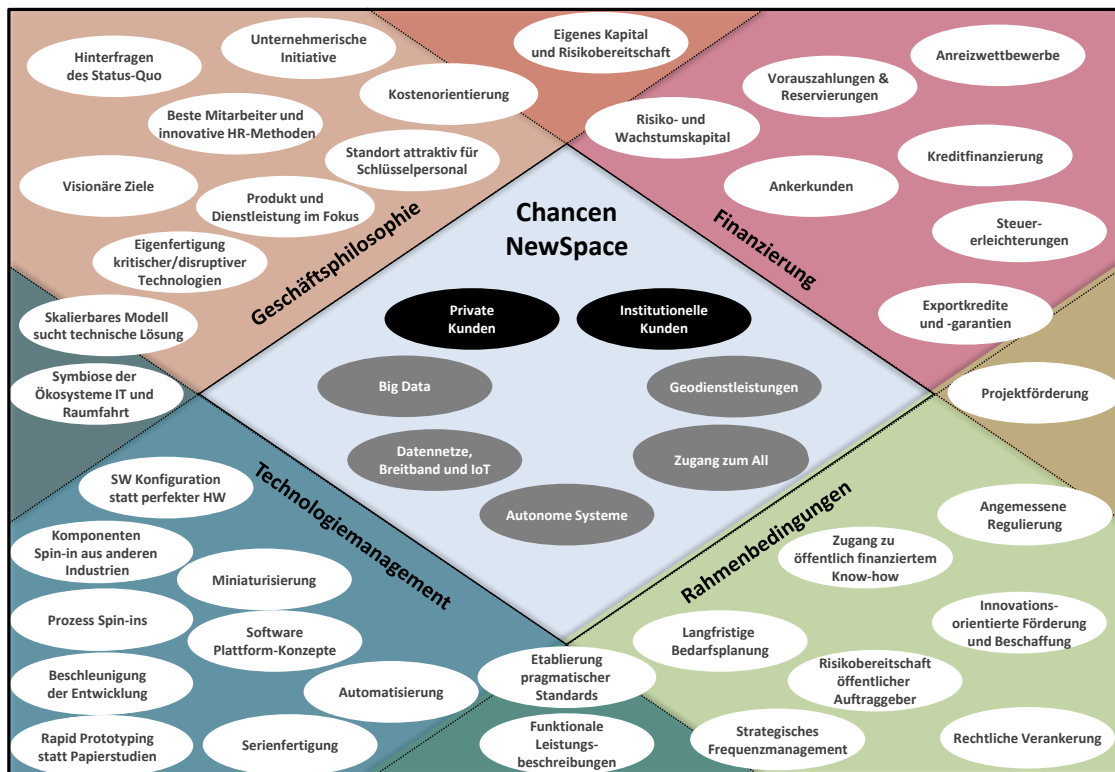 Hinterfragen
des Status-Quo
Unternehmerische
Initiative
Kostenorientierung
Beste Mitarbeiter und
innovative HR-Methoden
Standort attraktiv für
Schlüsselpersonal
Visionäre Ziele
Produkt und
Dienstleistung im Fokus
Eigenfertigung
kritischer/disruptiver
Technologien
Geschäftsphilosophie
Eigenes Kapital
und Risikobereitschaft
Anreizwettbewerbe
Vorauszahlungen &
Reservierungen
Risiko- und
Wachstumskapital
Kreditfinanzierung
Ankerkunden
Steuer-
erleichterungen
Exportkredite
und -garantien
Finanzierung
Skalierbares Modell
sucht technische Lösung
Symbiose der
Ökosysteme IT und
Raumfahrt
Chancen
NewSpace
Private
Kunden
Institutionelle
Kunden
Big Data
Geodienstleistungen
Datennetze,
Breitband und IoT
Zugang zum All
Autonome Systeme
Projektförderung
Technologiemanagement
SW Konfiguration
statt perfekter HW
Komponenten
Spin-in aus anderen
Industrien
Miniaturisierung
Prozess Spin-ins
Software
Plattform-Konzepte
Beschleunigung
der Entwicklung
Automatisierung
Rapid Prototyping
statt Papierstudien
Serienfertigung
Etablierung
pragmatischer
Standards
Funktionale
Leistungs-
beschreibungen
Rahmenbedingungen
Angemessene
Regulierung
Zugang zu
öffentlich finanziertem
Know-how
Innovations-
orientierte Förderung
und Beschaffung
Langfristige
Bedarfsplanung
Risikobereitschaft
öffentlicher
Auftraggeber
Strategisches
Frequenzmanagement
Rechtliche Verankerung